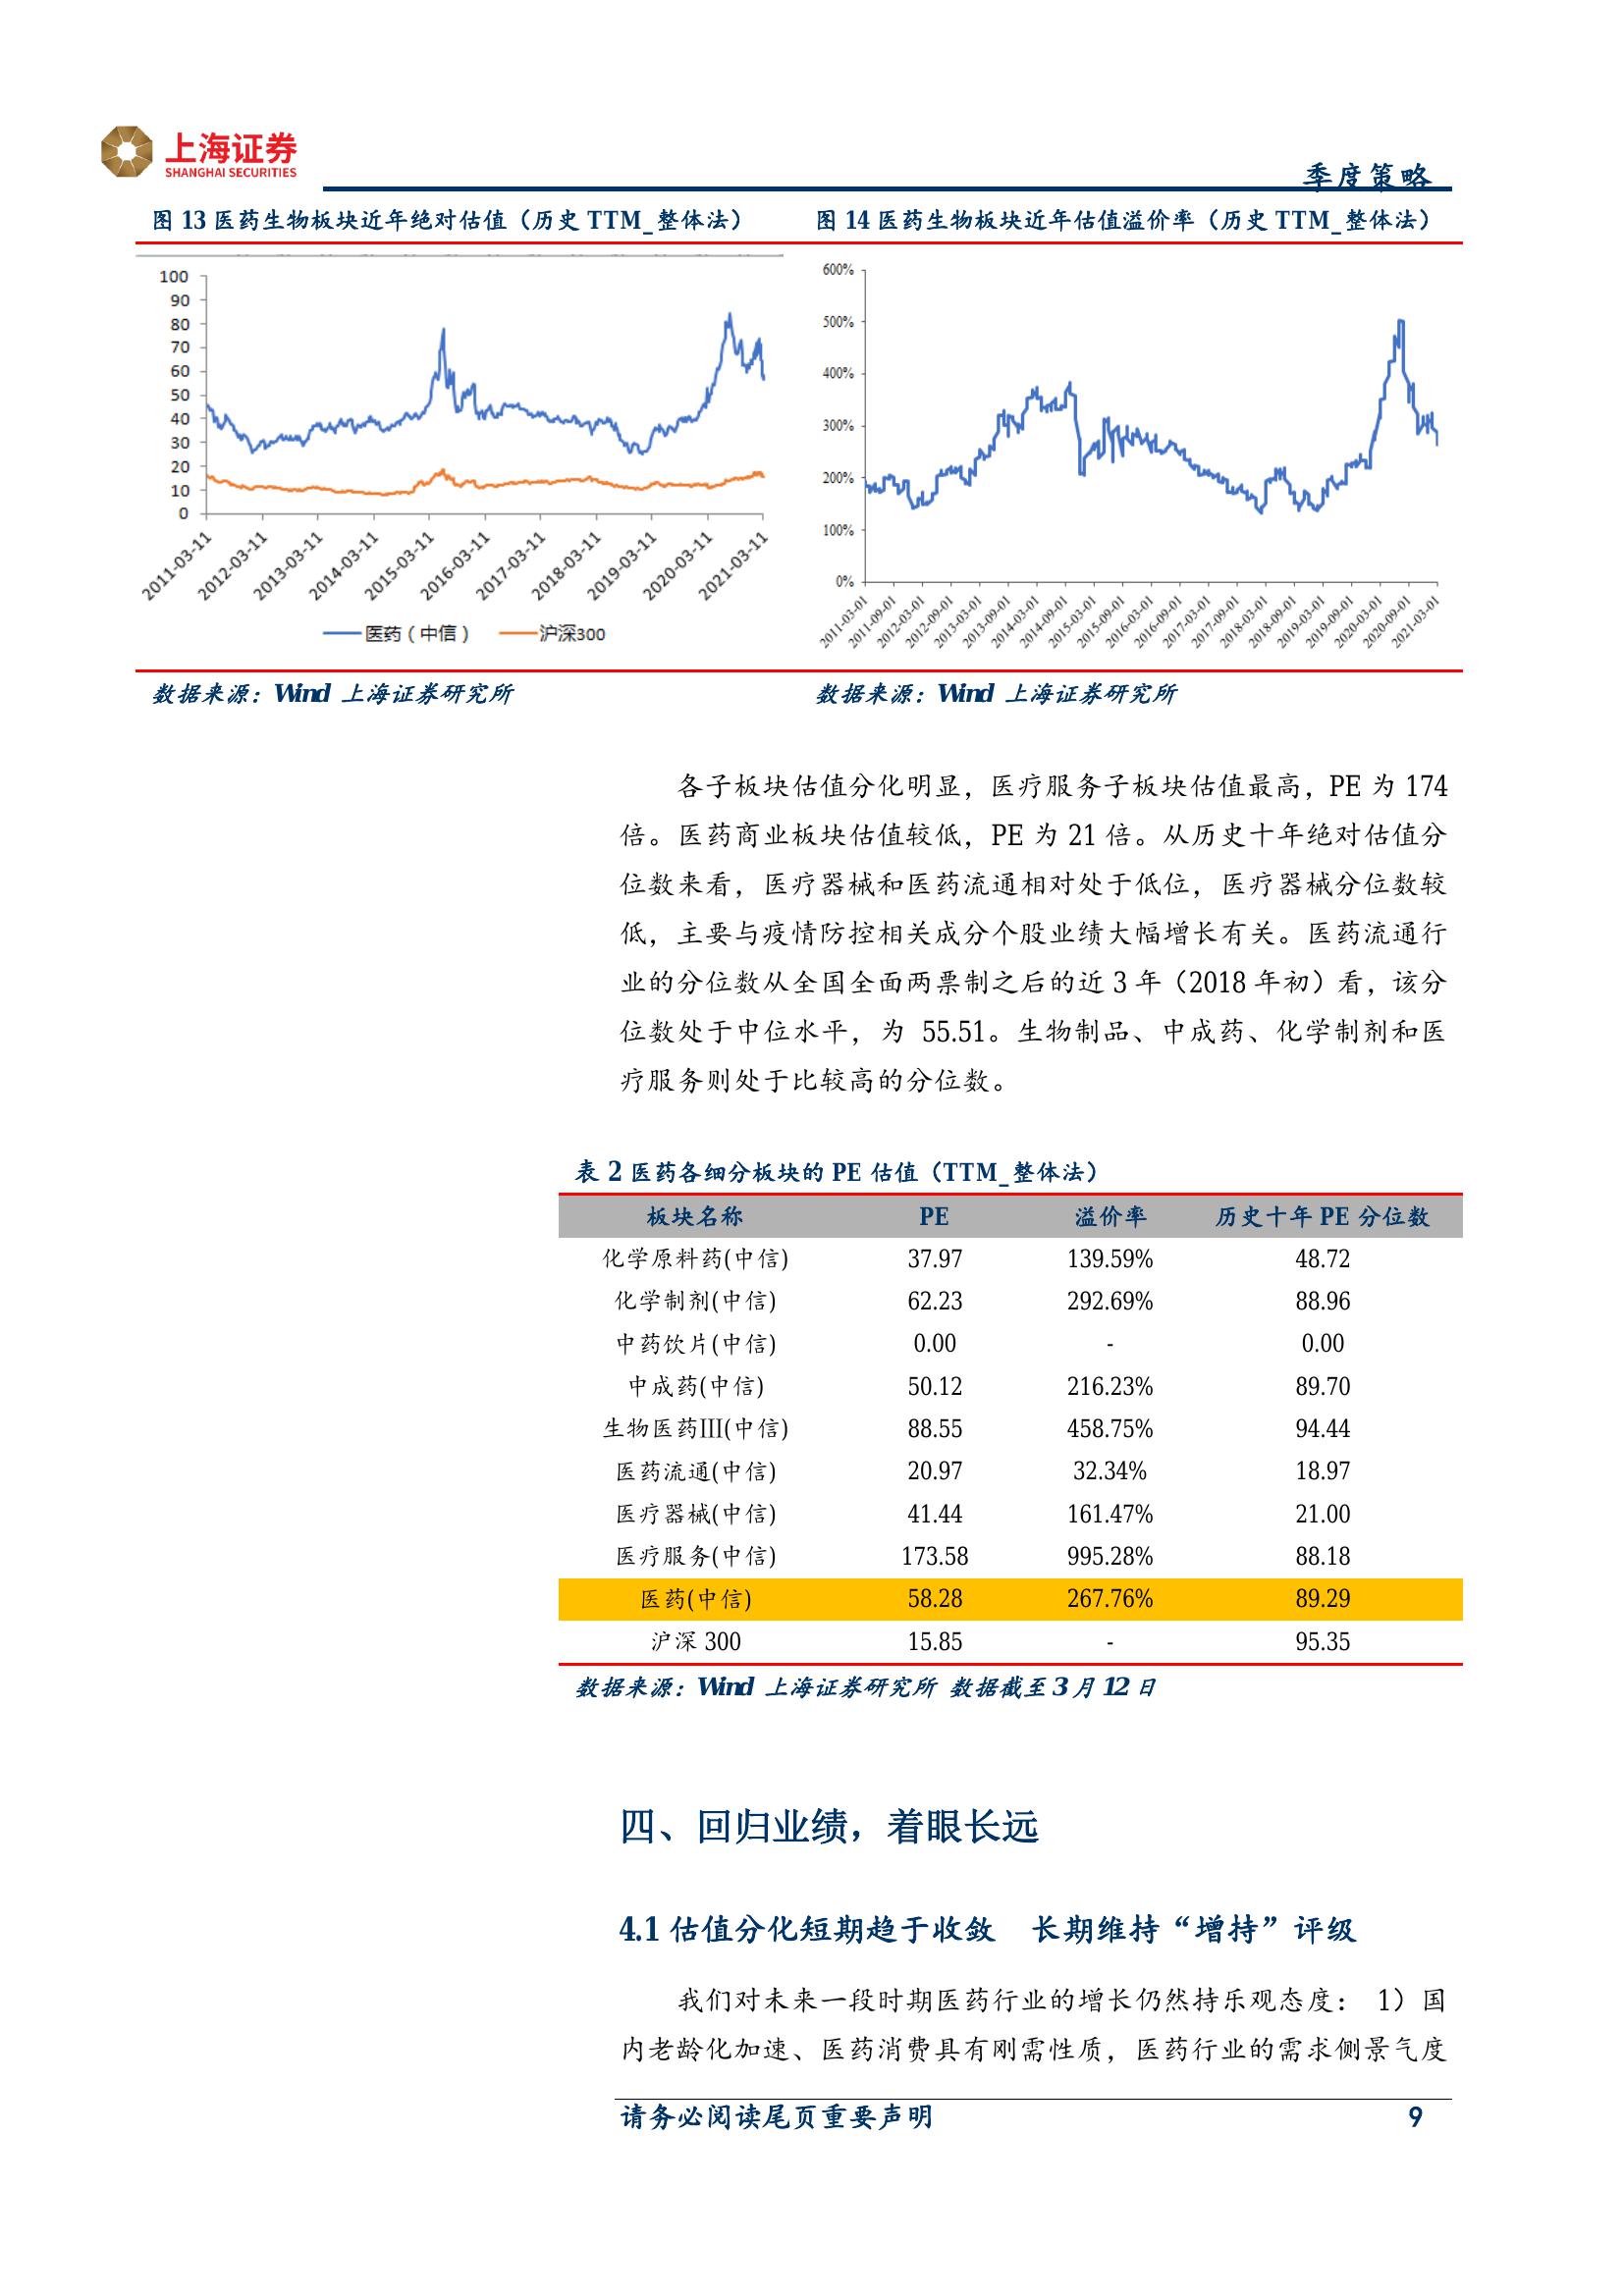 上海证券
SHANGHAI SECURITIES
季度策略
图 13 医药生物板块近年绝对估值（历史 TTM_整体法）
图 14 医药生物板块近年估值溢价率（历史 TTM_整体法）
100
90
80
70
60
50
40
30
20
10
0
2011-03-11
2012-03-11
2013-03-11
2014-03-11
2015-03-11
2016-03-11
2017-03-11
2018-03-11
2019-03-11
2020-03-11
2021-03-11
医药（中信）
沪深300
600%
500%
400%
300%
200%
100%
0%
2011-03-01
2011-09-01
2012-03-01
2012-09-01
2013-03-01
2013-09-01
2014-03-01
2014-09-01
2015-03-01
2015-09-01
2016-03-01
2016-09-01
2017-03-01
2017-09-01
2018-03-01
2018-09-01
2019-03-01
2019-09-01
2020-03-01
2020-09-01
2021-03-01
数据来源：Wind 上海证券研究所
数据来源：Wind 上海证券研究所
各子板块估值分化明显，医疗服务子板块估值最高，PE 为 174
倍。医药商业板块估值较低，PE 为 21 倍。从历史十年绝对估值分
位数来看，医疗器械和医药流通相对处于低位，医疗器械分位数较
低，主要与疫情防控相关成分个股业绩大幅增长有关。医药流通行
业的分位数从全国全面两票制之后的近 3 年（2018 年初）看，该分
位数处于中位水平，为 55.51。生物制品、中成药、化学制剂和医
疗服务则处于比较高的分位数。
表 2 医药各细分板块的 PE 估值（TTM_整体法）
板块名称 PE 溢价率 历史十年 PE 分位数
化学原料药(中信) 37.97 139.59% 48.72
化学制剂(中信) 62.23 292.69% 88.96
中药饮片(中信) 0.00 - 0.00
中成药(中信) 50.12 216.23% 89.70
生物医药Ⅲ(中信) 88.55 458.75% 94.44
医药流通(中信) 20.97 32.34% 18.97
医疗器械(中信) 41.44 161.47% 21.00
医疗服务(中信) 173.58 995.28% 88.18
医药(中信) 58.28 267.76% 89.29
沪深 300 15.85 - 95.35
数据来源：Wind 上海证券研究所 数据截至 3 月 12 日
四、回归业绩，着眼长远
4.1 估值分化短期趋于收敛 长期维持“增持”评级
我们对未来一段时期医药行业的增长仍然持乐观态度： 1）国
内老龄化加速、医药消费具有刚需性质，医药行业的需求侧景气度
请务必阅读尾页重要声明
9